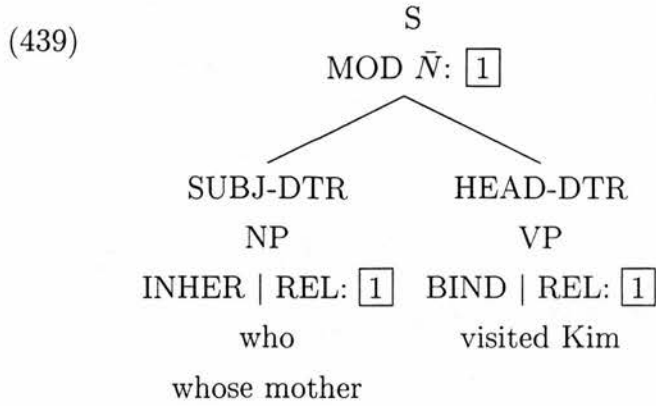 (439)
S
MOD N̄: 1
SUBJ-DTR HEAD-DTR
NP VP
INHER | REL: 1 BIND | REL: 1
who visited Kim
whose mother